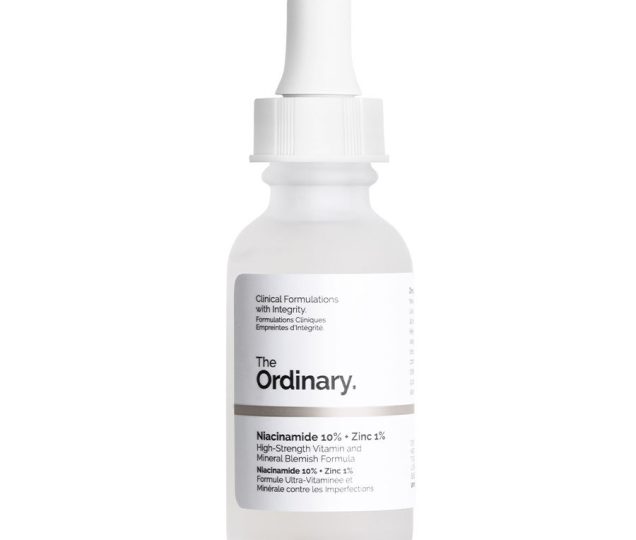 Clinical Formulations
with Integrity.
Formulations Cliniques
Empreintes d'Intégrité.
The
Ordinary.
Niacinamide 10% + Zinc 1%
High-Strength Vitamin and
Mineral Blemish Formula
Niacinamide 10% + Zinc 1%
Formule Ultra-Vitaminée et
Minérale contre les Imperfections